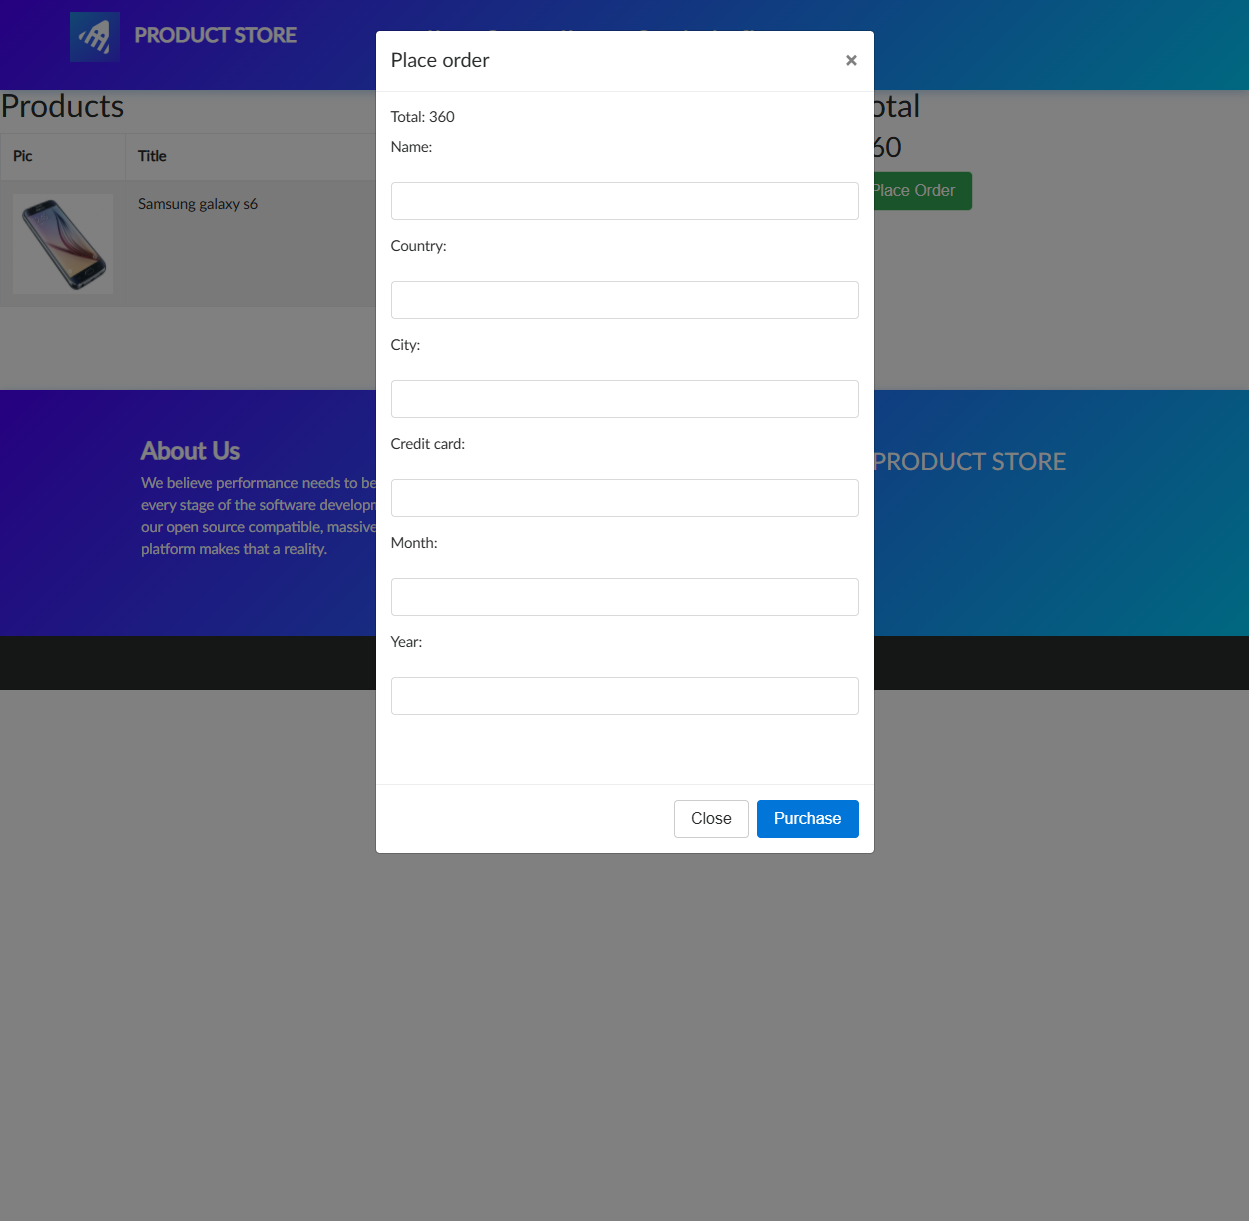 PRODUCT STORE
Place order
×
Products
Total: 360
Name:
Pic
Title
Samsung galaxy s6
otal
60
Place Order
Country:
City:
Credit card:
Month:
Year:
About Us
We believe performance needs to be
every stage of the software developm
our open source compatible, massive
platform makes that a reality.
PRODUCT STORE
Close
Purchase